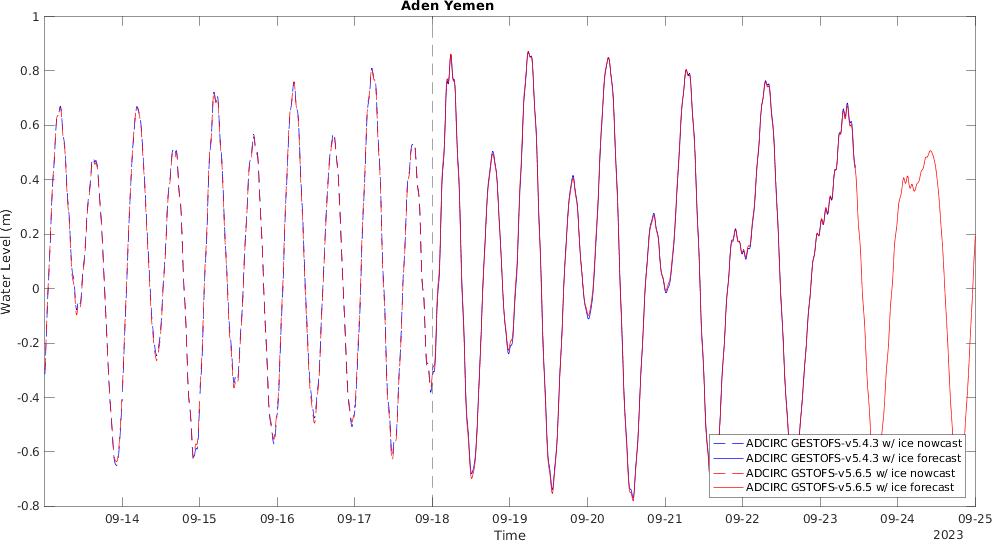 Aden Yemen
Water Level (m)
1
0.8
0.6
0.4
0.2
0
-0.2
-0.4
-0.6
-0.8
ADCIRC GESTOFS-v5.4.3 w/ ice nowcast
ADCIRC GESTOFS-v5.4.3 w/ ice forecast
ADCIRC GSTOFS-v5.6.5 w/ ice nowcast
ADCIRC GSTOFS-v5.6.5 w/ ice forecast
09-14 09-15 09-16 09-17 09-18 09-19 09-20 09-21 09-22 09-23 09-24 09-25
Time
2023